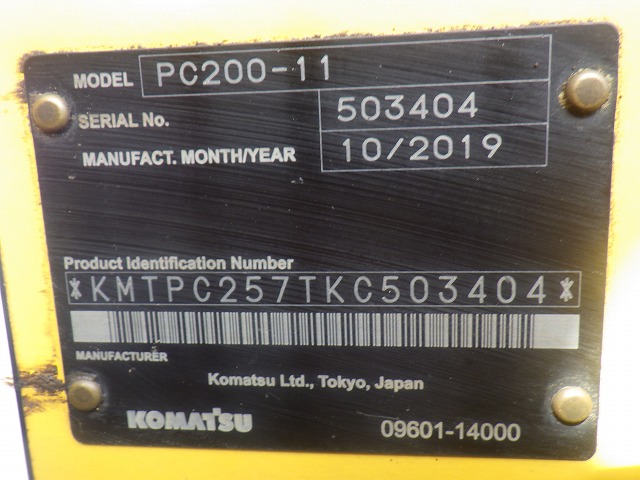 MODEL PC200-11
SERIAL No. 503404
MANUFACT. MONTH/YEAR 10/2019
Product Identification Number
*KMTPC257TKC503404*
MANUFACTURER
Komatsu Ltd., Tokyo, Japan
KOMATSU 09601-14000